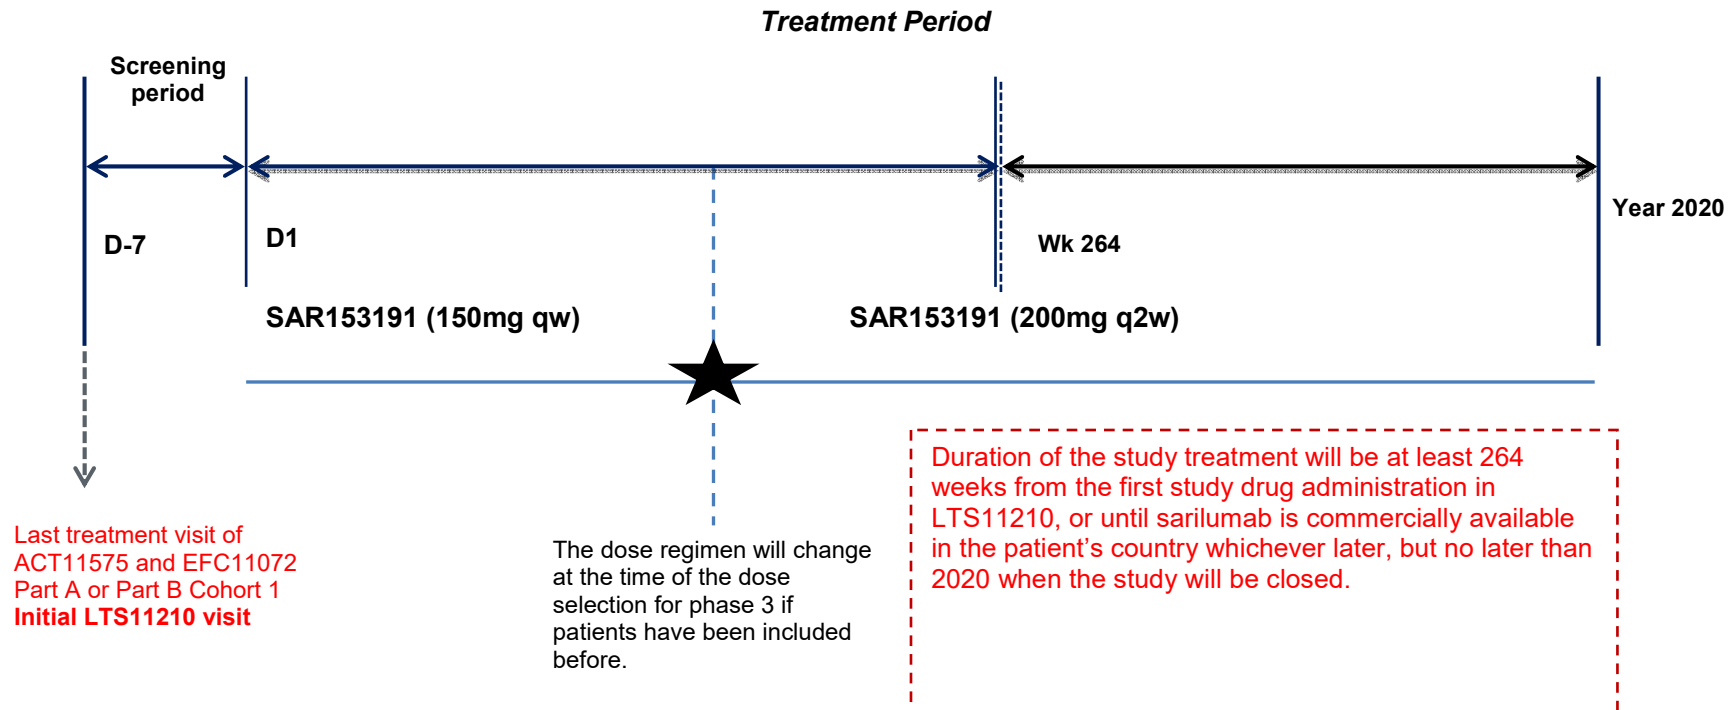 Treatment Period
Screening
period
D-7
D1
Wk 264
Year 2020
SAR153191 (150mg qw)
SAR153191 (200mg q2w)
Last treatment visit of
ACT11575 and EFC11072
Part A or Part B Cohort 1
Initial LTS11210 visit
The dose regimen will change
at the time of the dose
selection for phase 3 if
patients have been included
before.
Duration of the study treatment will be at least 264
weeks from the first study drug administration in
LTS11210, or until sarilumab is commercially available
in the patient’s country whichever later, but no later than
2020 when the study will be closed.